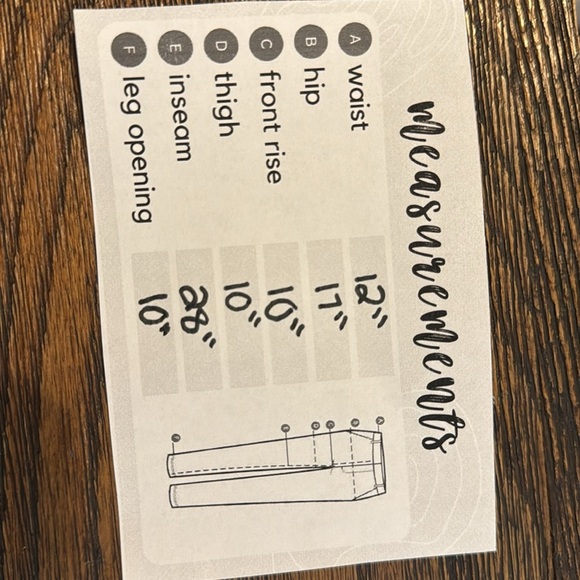 measurements
A waist 12"
B hip 17"
C front rise 10"
D thigh 10"
E inseam 28"
F leg opening 10"